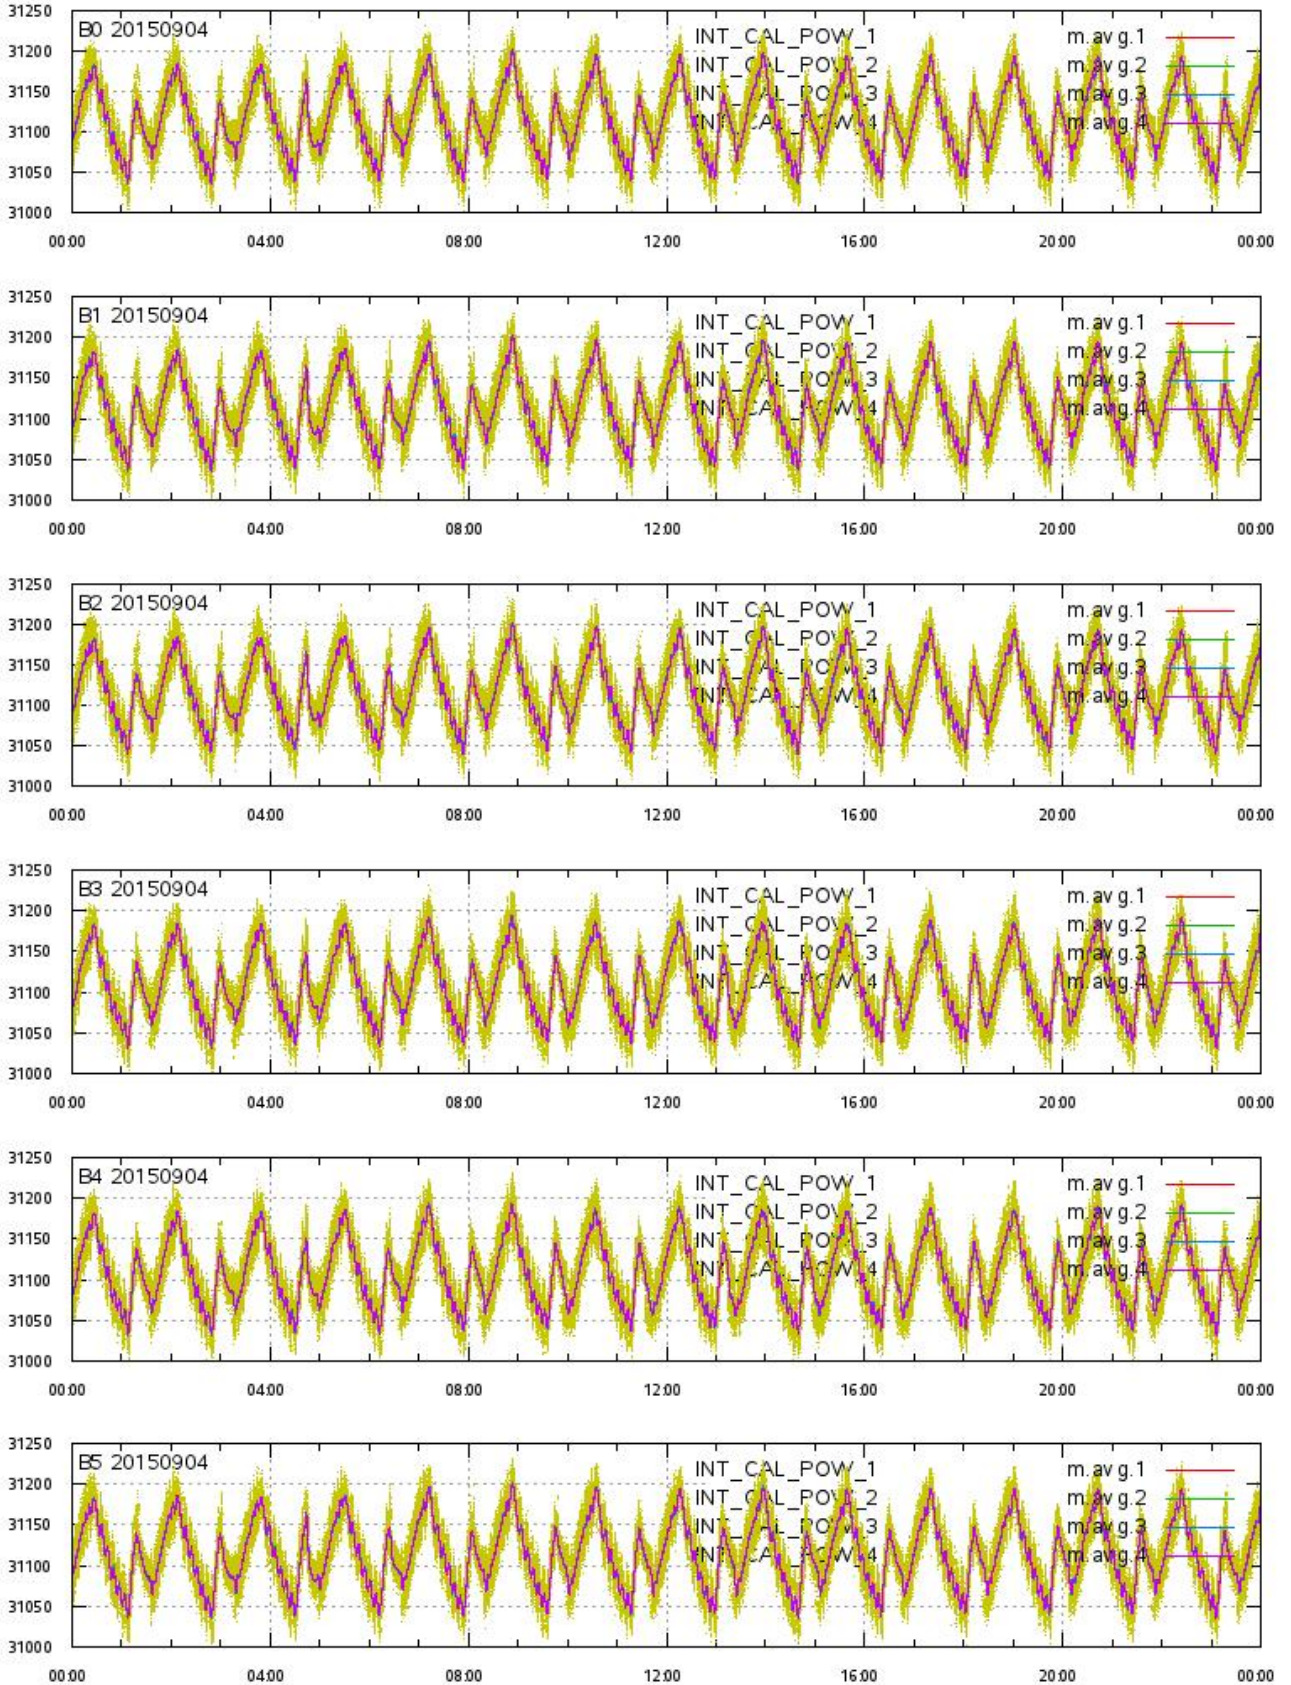 31250
B0 20150904 INT_CAL_POW_1 m.avg.1
31200
INT_CAL_POW_2 m.avg.2
31150
INT_CAL_POW_3 m.avg.3
31100
INT_CAL_POW_4 m.avg.4
31050
31000
00:00 04:00 08:00 12:00 16:00 20:00 00:00
31250
B1 20150904 INT_CAL_POW_1 m.avg.1
31200
INT_CAL_POW_2 m.avg.2
31150
INT_CAL_POW_3 m.avg.3
31100
INT_CAL_POW_4 m.avg.4
31050
31000
00:00 04:00 08:00 12:00 16:00 20:00 00:00
31250
B2 20150904 INT_CAL_POW_1 m.avg.1
31200
INT_CAL_POW_2 m.avg.2
31150
INT_CAL_POW_3 m.avg.3
31100
INT_CAL_POW_4 m.avg.4
31050
31000
00:00 04:00 08:00 12:00 16:00 20:00 00:00
31250
B3 20150904 INT_CAL_POW_1 m.avg.1
31200
INT_CAL_POW_2 m.avg.2
31150
INT_CAL_POW_3 m.avg.3
31100
INT_CAL_POW_4 m.avg.4
31050
31000
00:00 04:00 08:00 12:00 16:00 20:00 00:00
31250
B4 20150904 INT_CAL_POW_1 m.avg.1
31200
INT_CAL_POW_2 m.avg.2
31150
INT_CAL_POW_3 m.avg.3
31100
INT_CAL_POW_4 m.avg.4
31050
31000
00:00 04:00 08:00 12:00 16:00 20:00 00:00
31250
B5 20150904 INT_CAL_POW_1 m.avg.1
31200
INT_CAL_POW_2 m.avg.2
31150
INT_CAL_POW_3 m.avg.3
31100
INT_CAL_POW_4 m.avg.4
31050
31000
00:00 04:00 08:00 12:00 16:00 20:00 00:00